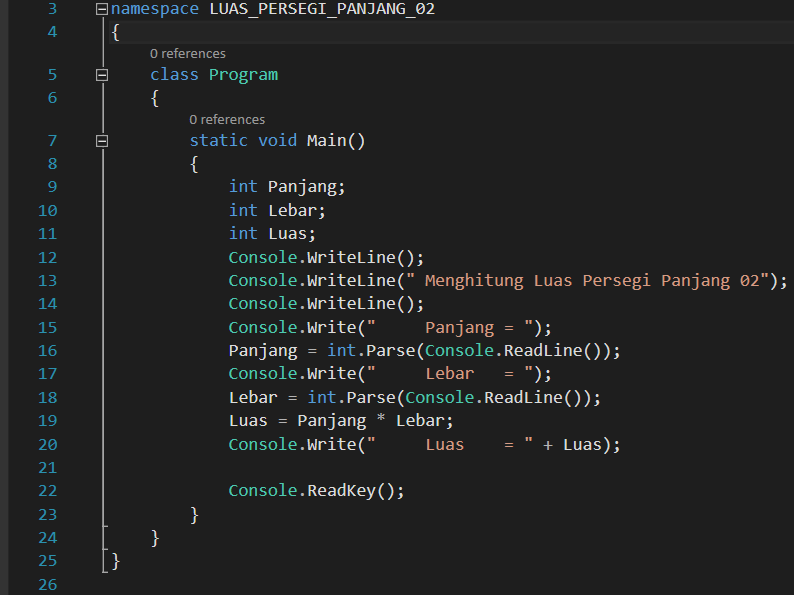 3 namespace LUAS_PERSEGI_PANJANG_02
4 {
0 references
5 class Program
6 {
0 references
7 static void Main()
8 {
9 int Panjang;
10 int Lebar;
11 int Luas;
12 Console.WriteLine();
13 Console.WriteLine(" Menghitung Luas Persegi Panjang 02");
14 Console.WriteLine();
15 Console.Write("     Panjang = ");
16 Panjang = int.Parse(Console.ReadLine());
17 Console.Write("     Lebar   = ");
18 Lebar = int.Parse(Console.ReadLine());
19 Luas = Panjang * Lebar;
20 Console.Write("     Luas    = " + Luas);
21
22 Console.ReadKey();
23 }
24 }
25 }
26